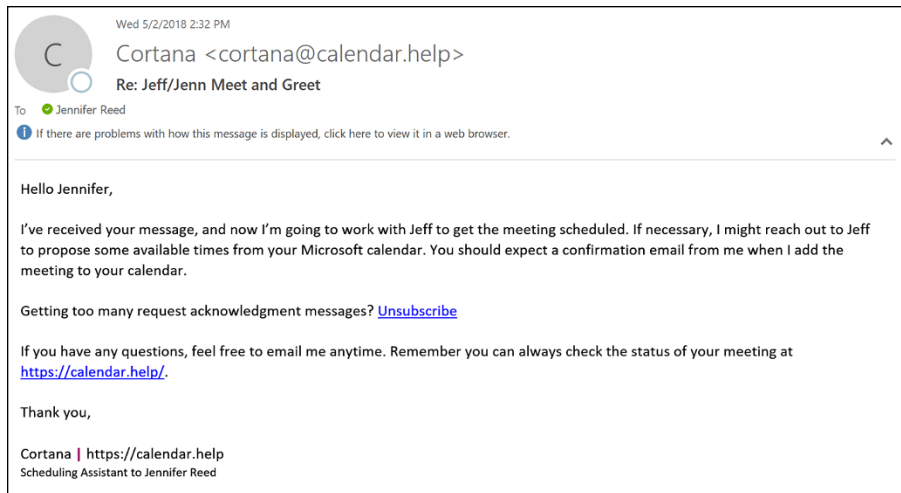 Wed 5/2/2018 2:32 PM
C
Cortana <cortana@calendar.help>
Re: Jeff/Jenn Meet and Greet
To Jennifer Reed
i If there are problems with how this message is displayed, click here to view it in a web browser.
Hello Jennifer,
I've received your message, and now I'm going to work with Jeff to get the meeting scheduled. If necessary, I might reach out to Jeff
to propose some available times from your Microsoft calendar. You should expect a confirmation email from me when I add the
meeting to your calendar.
Getting too many request acknowledgment messages? Unsubscribe
If you have any questions, feel free to email me anytime. Remember you can always check the status of your meeting at
https://calendar.help/.
Thank you,
Cortana | https://calendar.help
Scheduling Assistant to Jennifer Reed